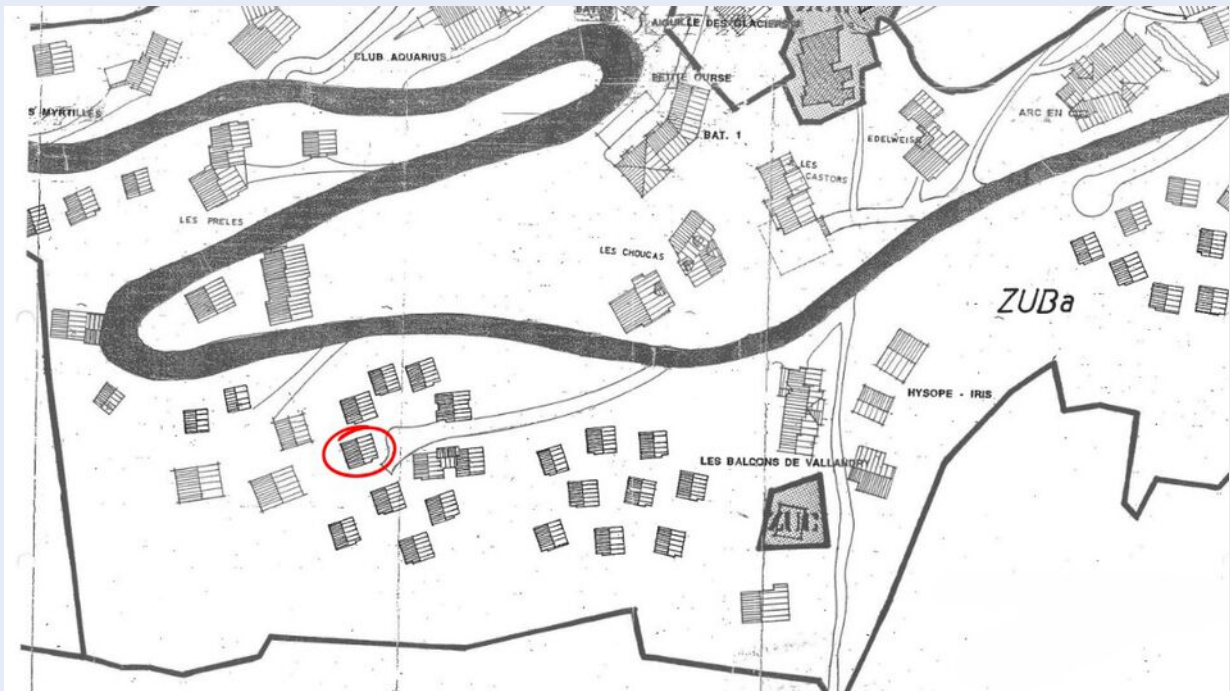 AIGUILLE DES GLACIERS
CLUB AQUARIUS
PETITE OURSE
S MYRTILLES
ARC EN
BAT. 1
EDELWEISS
LES
CASTORS
LES PRELES
LES CHOUCAS
ZUBa
HYSOPE - IRIS
LES BALCONS DE VALLANDRY
ZUC